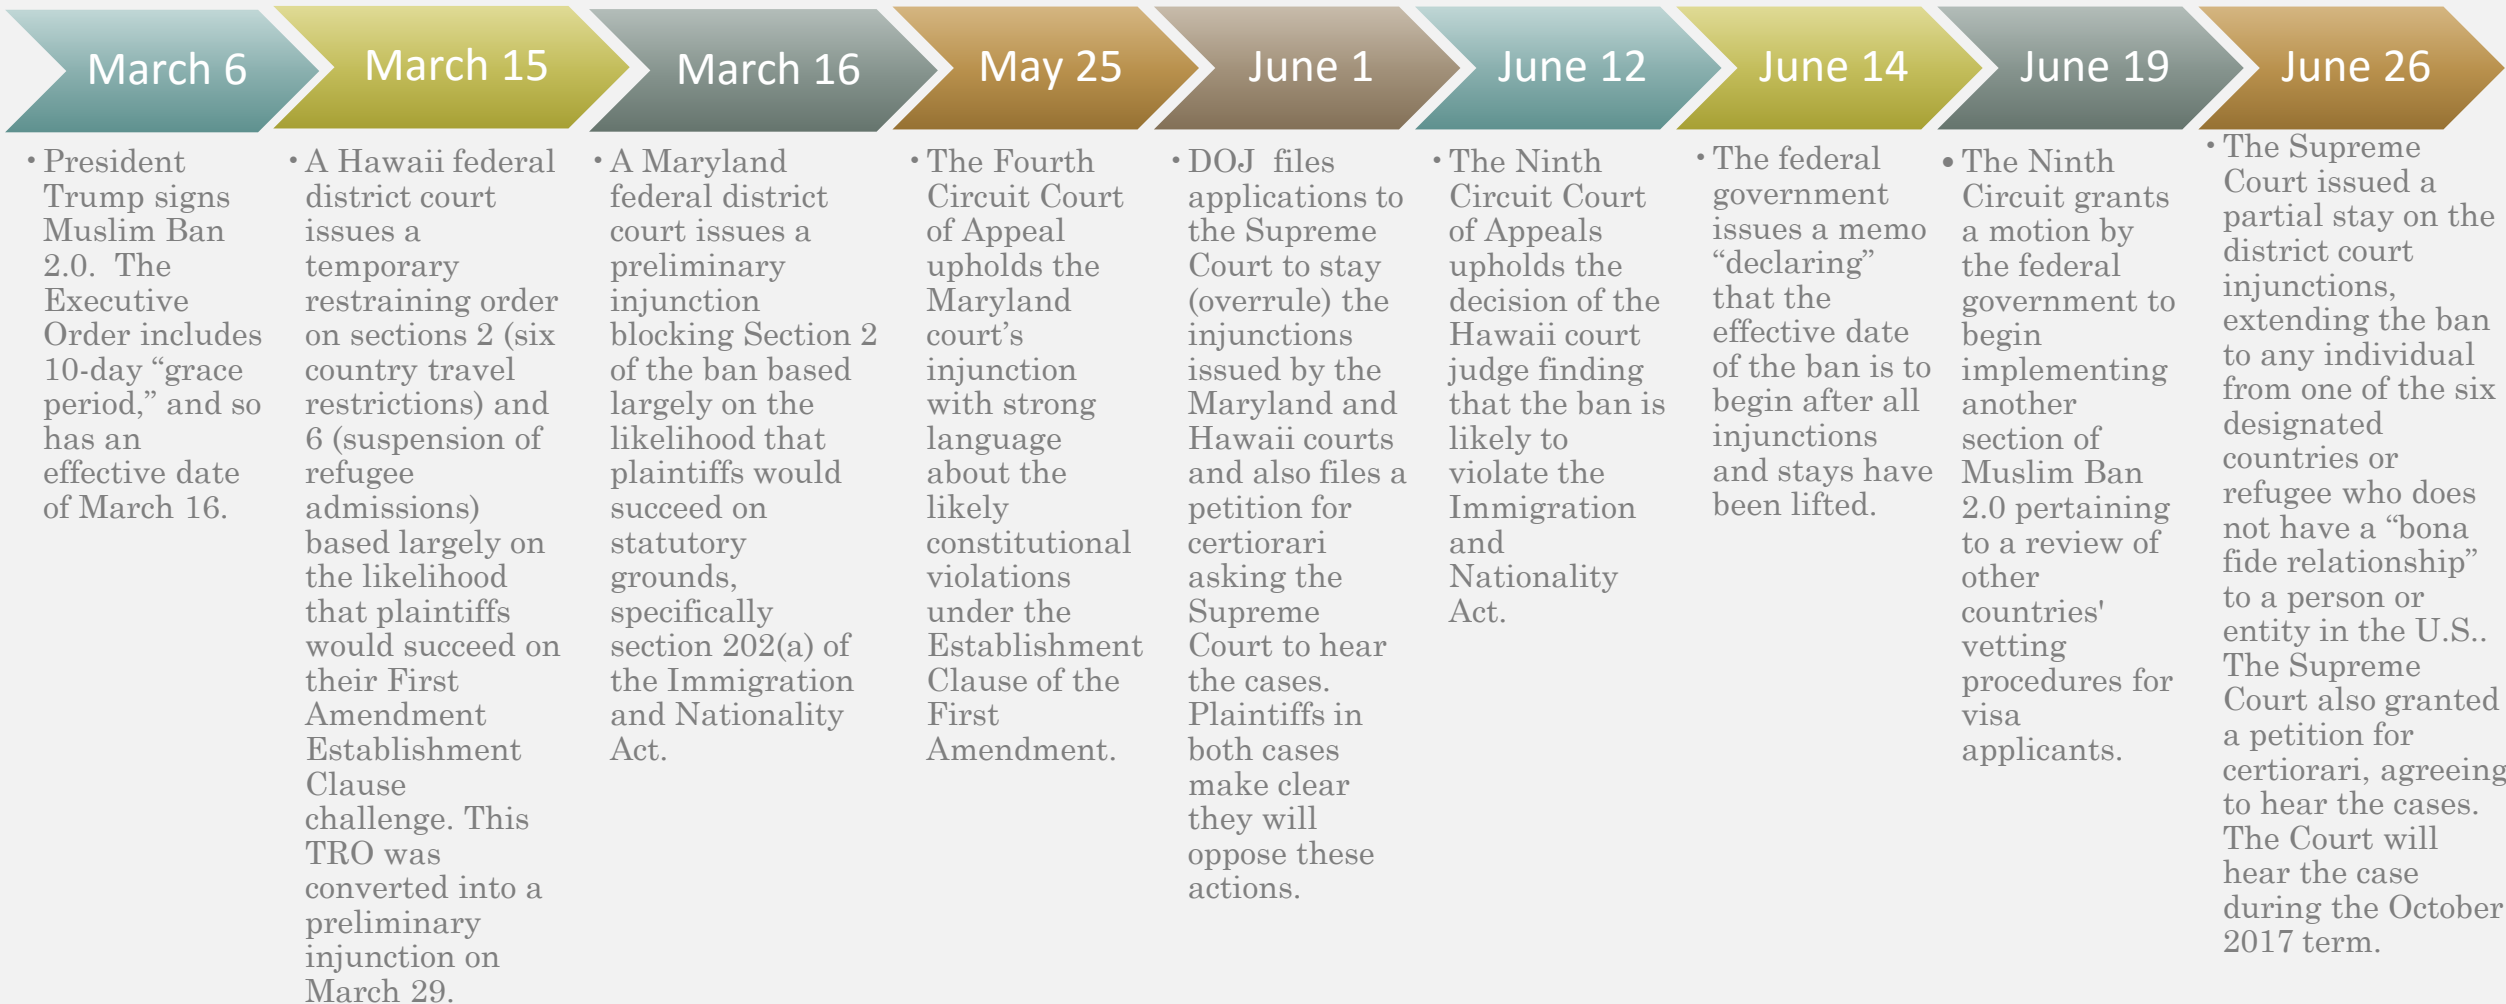 March 6
• President
Trump signs
Muslim Ban
2.0.  The
Executive
Order includes
10-day “grace
period,” and so
has an
effective date
of March 16.
March 15
• A Hawaii federal
district court
issues a
temporary
restraining order
on sections 2 (six
country travel
restrictions) and
6 (suspension of
refugee
admissions)
based largely on
the likelihood
that plaintiffs
would succeed on
their First
Amendment
Establishment
Clause
challenge. This
TRO was
converted into a
preliminary
injunction on
March 29.
March 16
• A Maryland
federal district
court issues a
preliminary
injunction
blocking Section 2
of the ban based
largely on the
likelihood that
plaintiffs would
succeed on
statutory
grounds,
specifically
section 202(a) of
the Immigration
and Nationality
Act.
May 25
• The Fourth
Circuit Court
of Appeal
upholds the
Maryland
court’s
injunction
with strong
language
about the
likely
constitutional
violations
under the
Establishment
Clause of the
First
Amendment.
June 1
• DOJ  files
applications to
the Supreme
Court to stay
(overrule) the
injunctions
issued by the
Maryland and
Hawaii courts
and also files a
petition for
certiorari
asking the
Supreme
Court to hear
the cases.
Plaintiffs in
both cases
make clear
they will
oppose these
actions.
June 12
• The Ninth
Circuit Court
of Appeals
upholds the
decision of the
Hawaii court
judge finding
that the ban is
likely to
violate the
Immigration
and
Nationality
Act.
June 14
• The federal
government
issues a memo
“declaring”
that the
effective date
of the ban is to
begin after all
injunctions
and stays have
been lifted.
June 19
• The Ninth
Circuit grants
a motion by
the federal
government to
begin
implementing
another
section of
Muslim Ban
2.0 pertaining
to a review of
other
countries'
vetting
procedures for
visa
applicants.
June 26
• The Supreme
Court issued a
partial stay on the
district court
injunctions,
extending the ban
to any individual
from one of the six
designated
countries or
refugee who does
not have a “bona
fide relationship”
to a person or
entity in the U.S..
The Supreme
Court also granted
a petition for
certiorari, agreeing
to hear the cases.
The Court will
hear the case
during the October
2017 term.